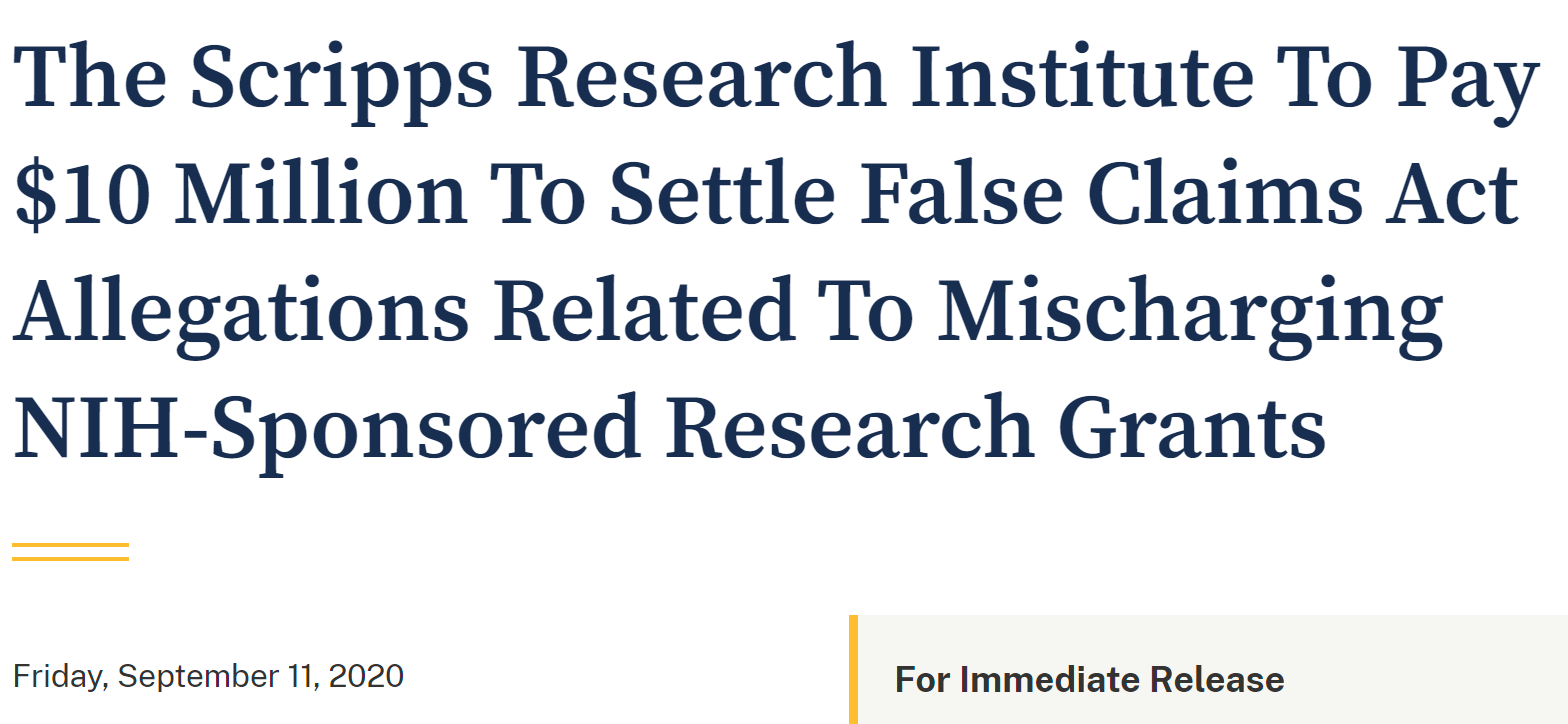 The Scripps Research Institute To Pay
$10 Million To Settle False Claims Act
Allegations Related To Mischarging
NIH-Sponsored Research Grants
Friday, September 11, 2020
For Immediate Release